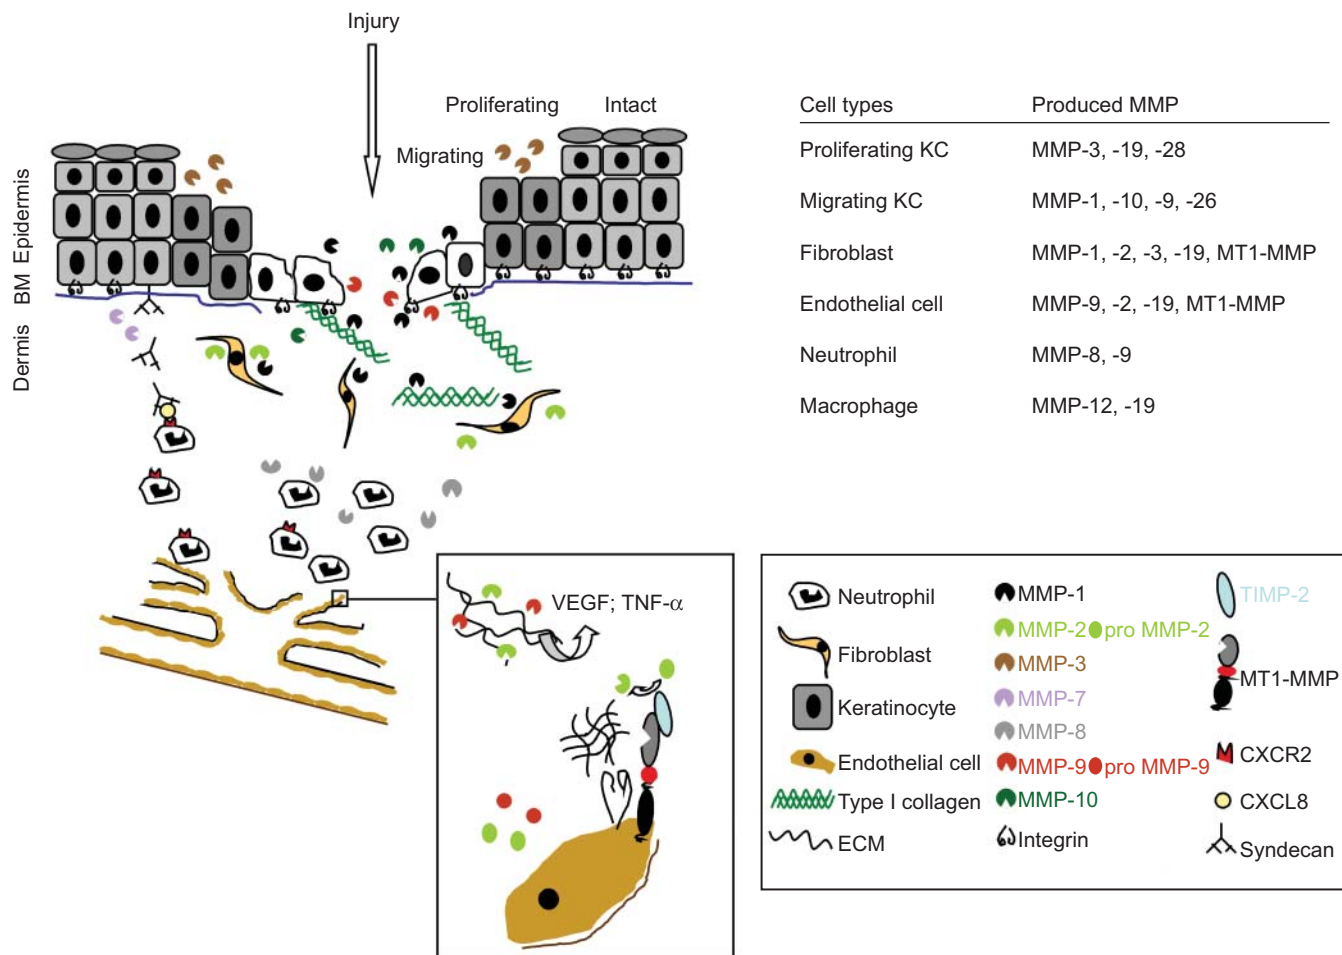 Injury
Proliferating
Intact
Migrating
Epidermis
BM
Dermis
Cell types Produced MMP
Proliferating KC MMP-3, -19, -28
Migrating KC MMP-1, -10, -9, -26
Fibroblast MMP-1, -2, -3, -19, MT1-MMP
Endothelial cell MMP-9, -2, -19, MT1-MMP
Neutrophil MMP-8, -9
Macrophage MMP-12, -19
VEGF; TNF-α
Neutrophil
Fibroblast
Keratinocyte
Endothelial cell
Type I collagen
ECM
MMP-1
MMP-2 pro MMP-2
MMP-3
MMP-7
MMP-8
MMP-9 pro MMP-9
MMP-10
Integrin
TIMP-2
MT1-MMP
CXCR2
CXCL8
Syndecan